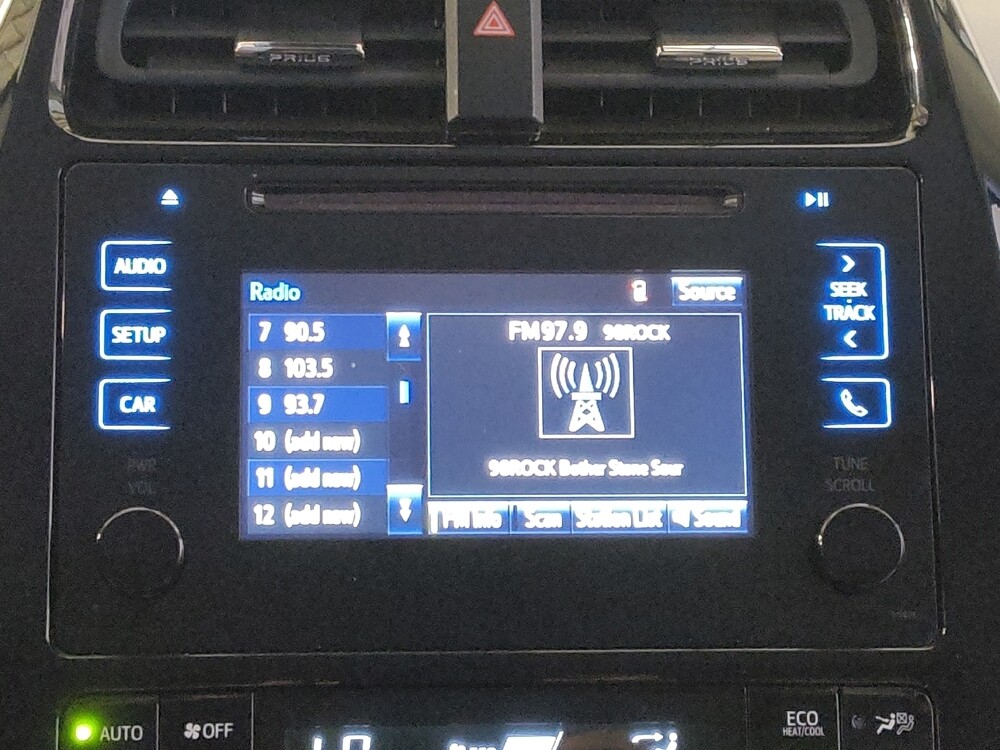 PRIUS PRIUS
AUDIO
SETUP
CAR
PWR
VOL
Radio
Source
7 90.5
8 103.5
9 93.7
10 (add new)
11 (add new)
12 (add new)
FM 97.9 98ROCK
98ROCK Bother Stone Sour
FM Info Scan Station List Sound
SEEK
TRACK
TUNE
SCROLL
AUTO
OFF
ECO
HEAT/COOL